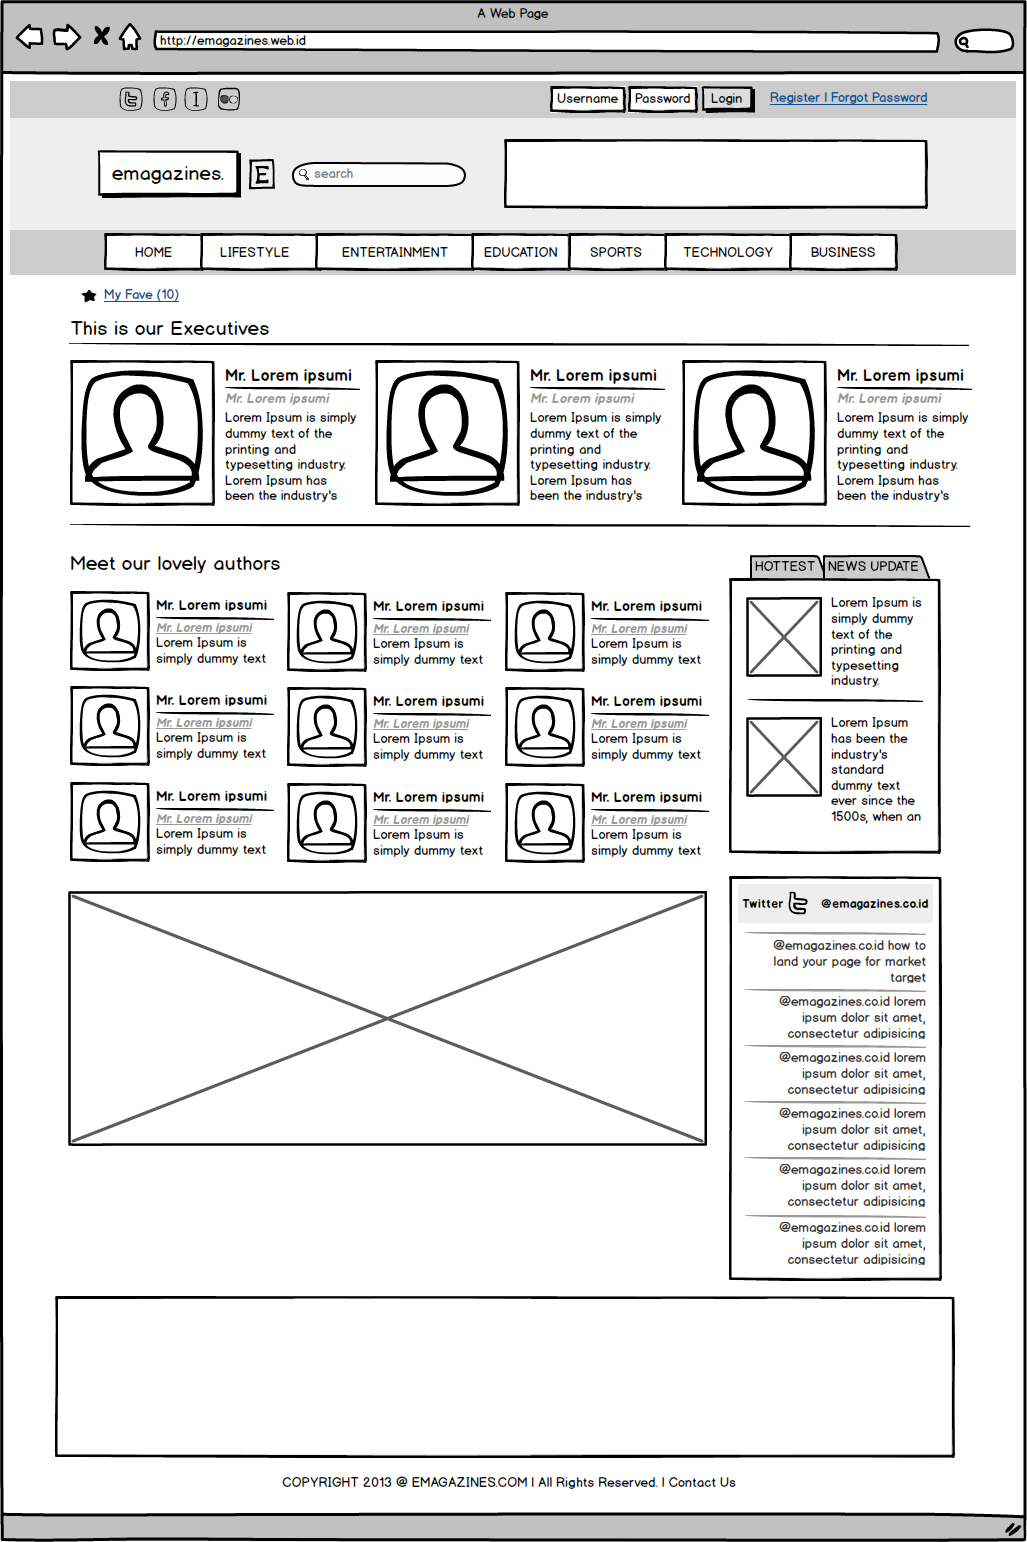 A Web Page
http://emagazines.web.id
Username
Password
Login
Register | Forgot Password
emagazines.
E
search
HOME
LIFESTYLE
ENTERTAINMENT
EDUCATION
SPORTS
TECHNOLOGY
BUSINESS
My Fave (10)
This is our Executives
Mr. Lorem ipsumi
Mr. Lorem ipsumi
Lorem Ipsum is simply
dummy text of the
printing and
typesetting industry.
Lorem Ipsum has
been the industry's
Mr. Lorem ipsumi
Mr. Lorem ipsumi
Lorem Ipsum is simply
dummy text of the
printing and
typesetting industry.
Lorem Ipsum has
been the industry's
Mr. Lorem ipsumi
Mr. Lorem ipsumi
Lorem Ipsum is simply
dummy text of the
printing and
typesetting industry.
Lorem Ipsum has
been the industry's
Meet our lovely authors
Mr. Lorem ipsumi
Mr. Lorem ipsumi
Lorem Ipsum is
simply dummy text
Mr. Lorem ipsumi
Mr. Lorem ipsumi
Lorem Ipsum is
simply dummy text
Mr. Lorem ipsumi
Mr. Lorem ipsumi
Lorem Ipsum is
simply dummy text
Mr. Lorem ipsumi
Mr. Lorem ipsumi
Lorem Ipsum is
simply dummy text
Mr. Lorem ipsumi
Mr. Lorem ipsumi
Lorem Ipsum is
simply dummy text
Mr. Lorem ipsumi
Mr. Lorem ipsumi
Lorem Ipsum is
simply dummy text
Mr. Lorem ipsumi
Mr. Lorem ipsumi
Lorem Ipsum is
simply dummy text
Mr. Lorem ipsumi
Mr. Lorem ipsumi
Lorem Ipsum is
simply dummy text
Mr. Lorem ipsumi
Mr. Lorem ipsumi
Lorem Ipsum is
simply dummy text
HOTTEST
NEWS UPDATE
Lorem Ipsum is
simply dummy
text of the
printing and
typesetting
industry.
Lorem Ipsum
has been the
industry's
standard
dummy text
ever since the
1500s, when an
Twitter @emagazines.co.id
@emagazines.co.id how to
land your page for market
target
@emagazines.co.id lorem
ipsum dolor sit amet,
consectetur adipisicing
@emagazines.co.id lorem
ipsum dolor sit amet,
consectetur adipisicing
@emagazines.co.id lorem
ipsum dolor sit amet,
consectetur adipisicing
@emagazines.co.id lorem
ipsum dolor sit amet,
consectetur adipisicing
@emagazines.co.id lorem
ipsum dolor sit amet,
consectetur adipisicing
COPYRIGHT 2013 @ EMAGAZINES.COM | All Rights Reserved. | Contact Us